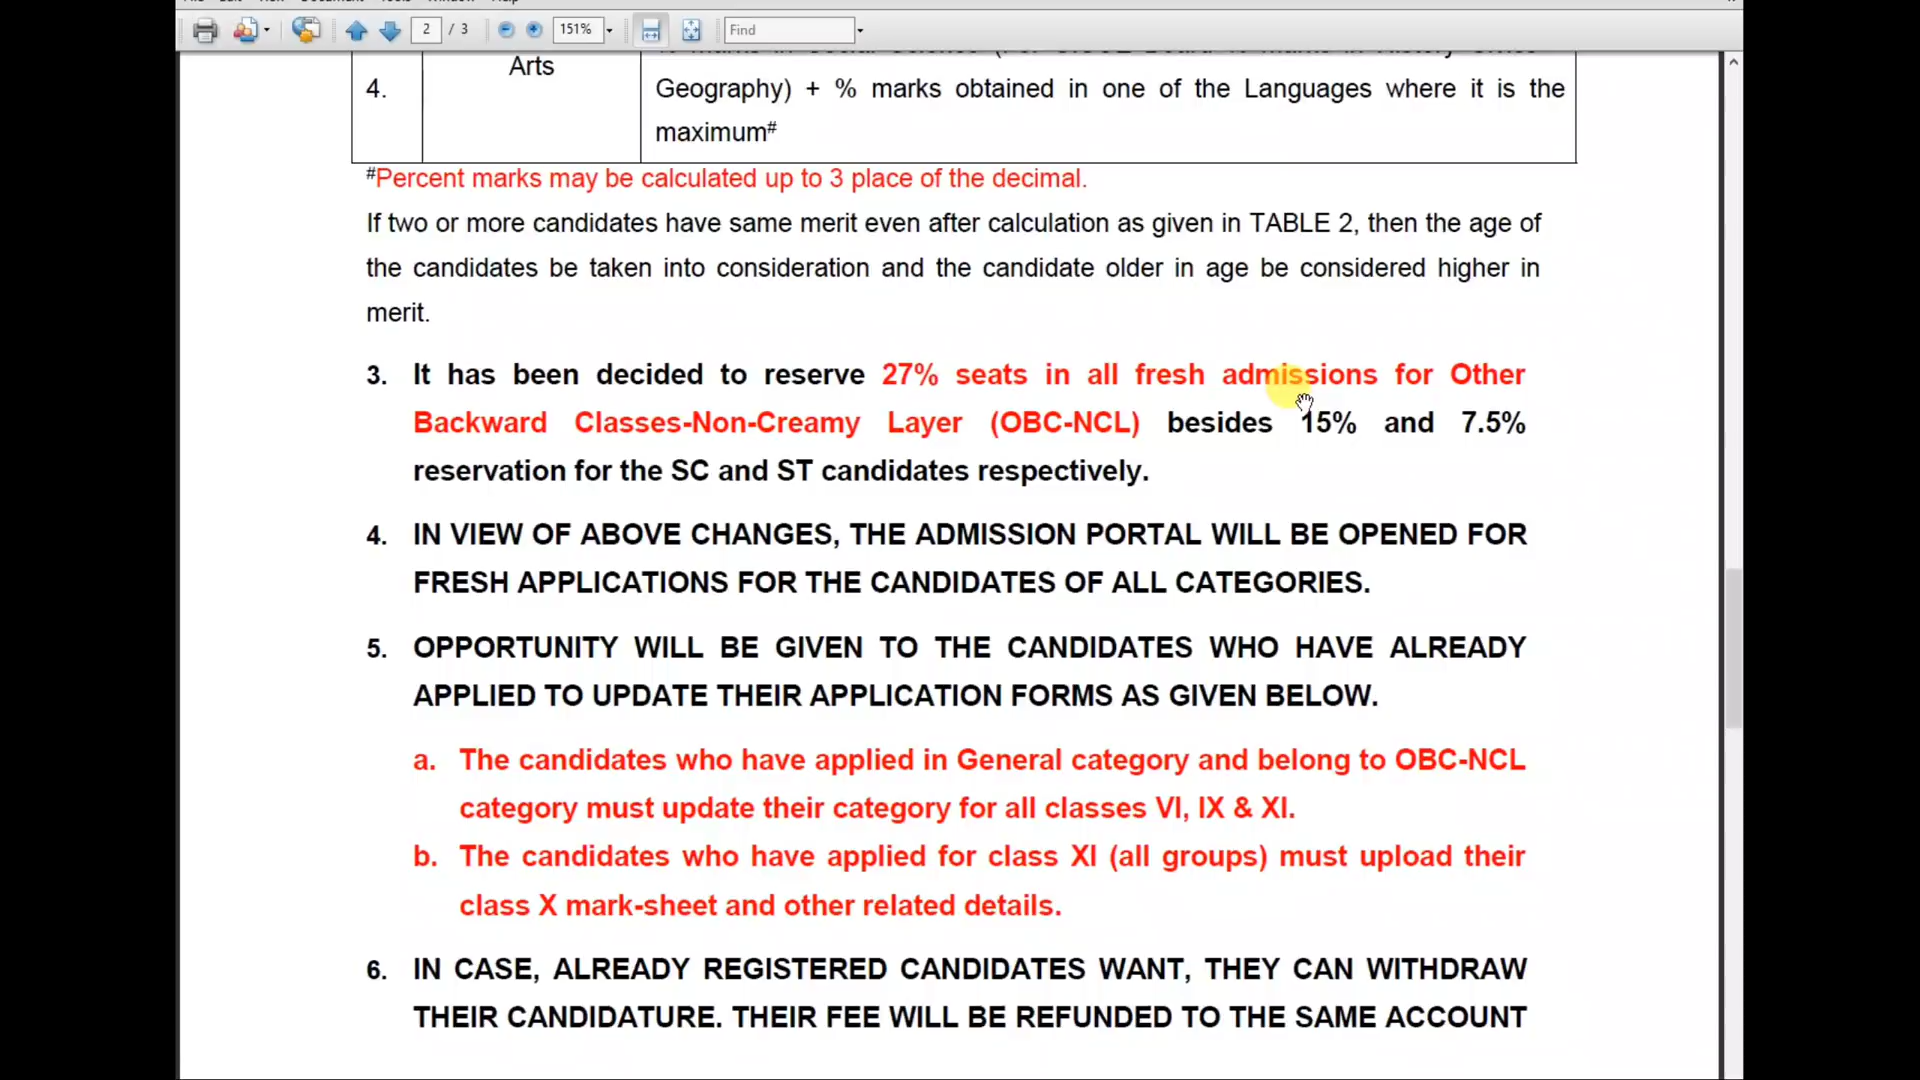 2 / 3 151% Find
Arts
4. Geography) + % marks obtained in one of the Languages where it is the
maximum#
#Percent marks may be calculated up to 3 place of the decimal.
If two or more candidates have same merit even after calculation as given in TABLE 2, then the age of
the candidates be taken into consideration and the candidate older in age be considered higher in
merit.
3. It has been decided to reserve 27% seats in all fresh admissions for Other
Backward Classes-Non-Creamy Layer (OBC-NCL) besides 15% and 7.5%
reservation for the SC and ST candidates respectively.
4. IN VIEW OF ABOVE CHANGES, THE ADMISSION PORTAL WILL BE OPENED FOR
FRESH APPLICATIONS FOR THE CANDIDATES OF ALL CATEGORIES.
5. OPPORTUNITY WILL BE GIVEN TO THE CANDIDATES WHO HAVE ALREADY
APPLIED TO UPDATE THEIR APPLICATION FORMS AS GIVEN BELOW.
a. The candidates who have applied in General category and belong to OBC-NCL
category must update their category for all classes VI, IX & XI.
b. The candidates who have applied for class XI (all groups) must upload their
class X mark-sheet and other related details.
6. IN CASE, ALREADY REGISTERED CANDIDATES WANT, THEY CAN WITHDRAW
THEIR CANDIDATURE. THEIR FEE WILL BE REFUNDED TO THE SAME ACCOUNT